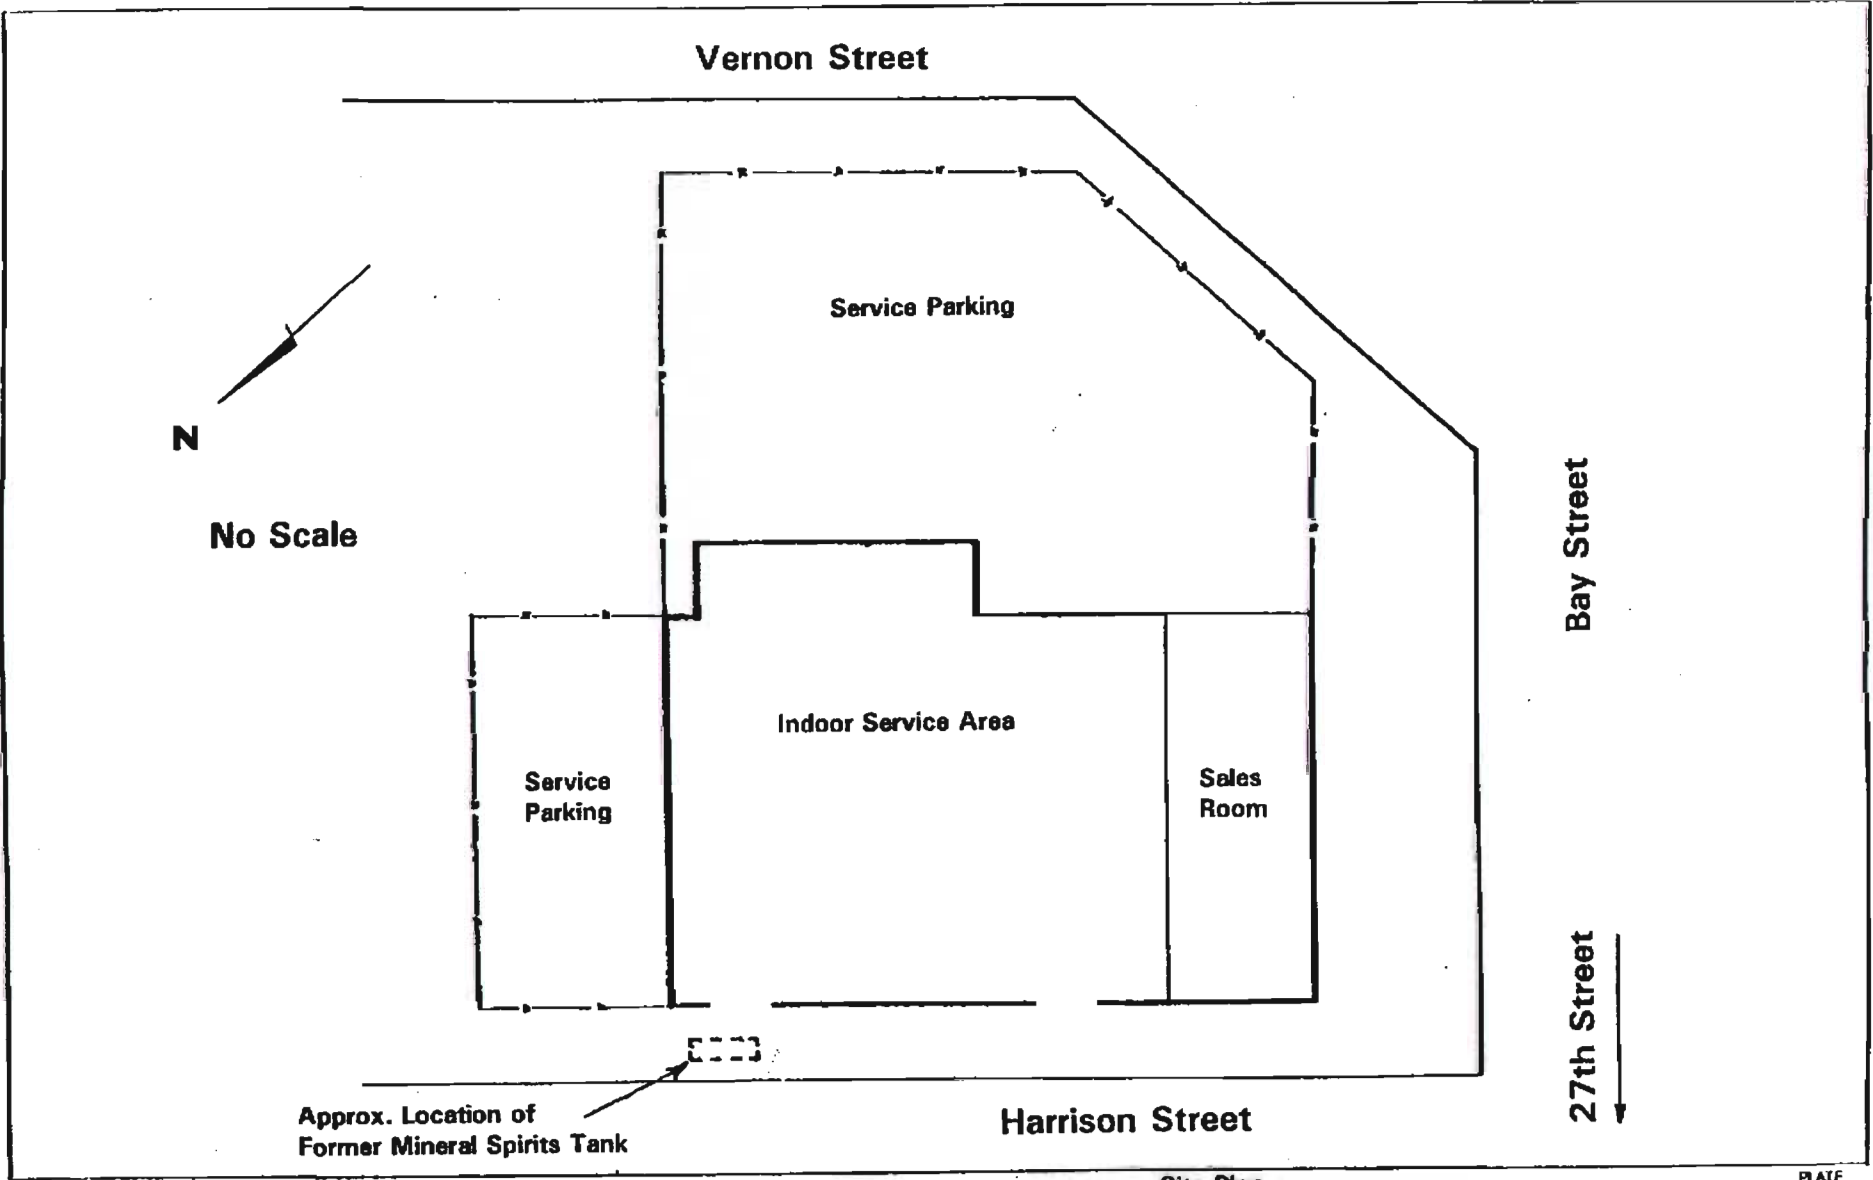 Vernon Street
Service Parking
N
No Scale
Bay Street
Indoor Service Area
Service
Parking
Sales
Room
27th Street
Approx. Location of
Former Mineral Spirits Tank
Harrison Street
PLATE